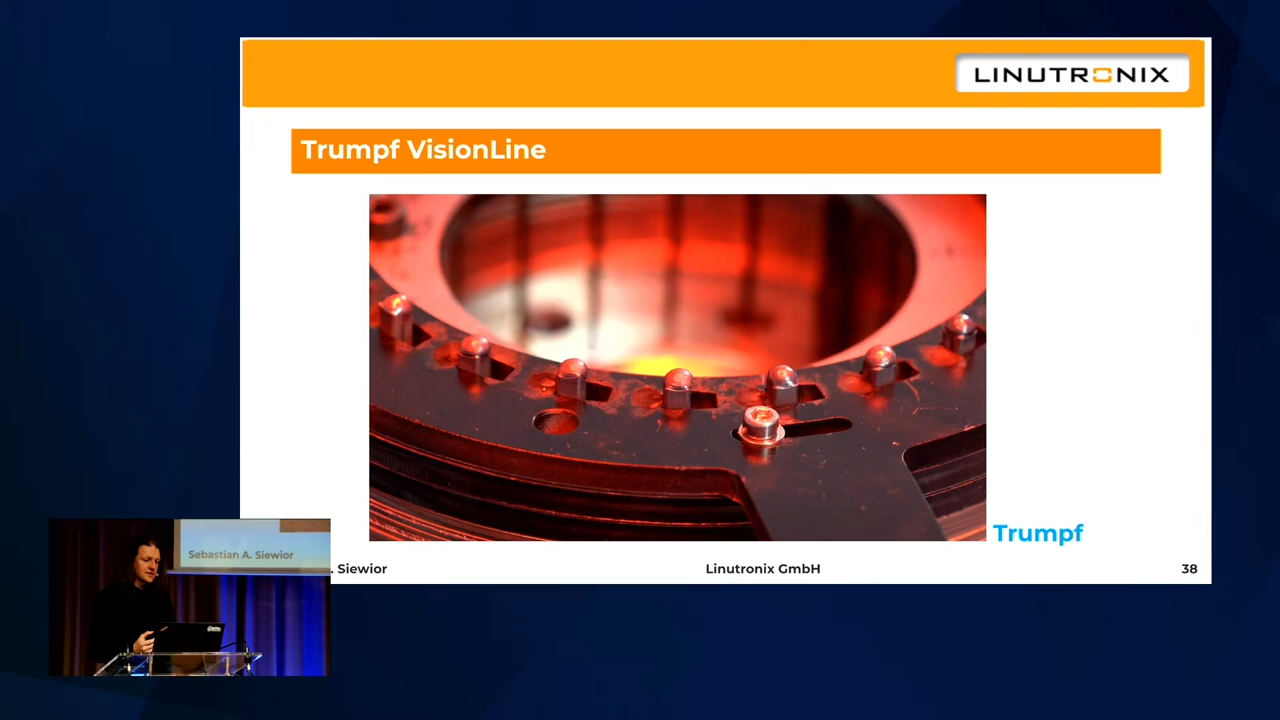 LINUTRONIX
Trumpf VisionLine
Trumpf
Sebastian A. Siewior
. Siewior
Linutronix GmbH
38